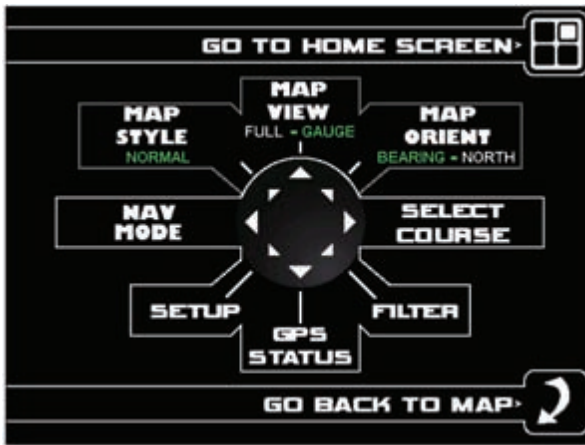 GO TO HOME SCREEN
MAP
VIEW
FULL - GAUGE
MAP
STYLE
NORMAL
MAP
ORIENT
BEARING - NORTH
NAV
MODE
SELECT
COURSE
SETUP
FILTER
GPS
STATUS
GO BACK TO MAP